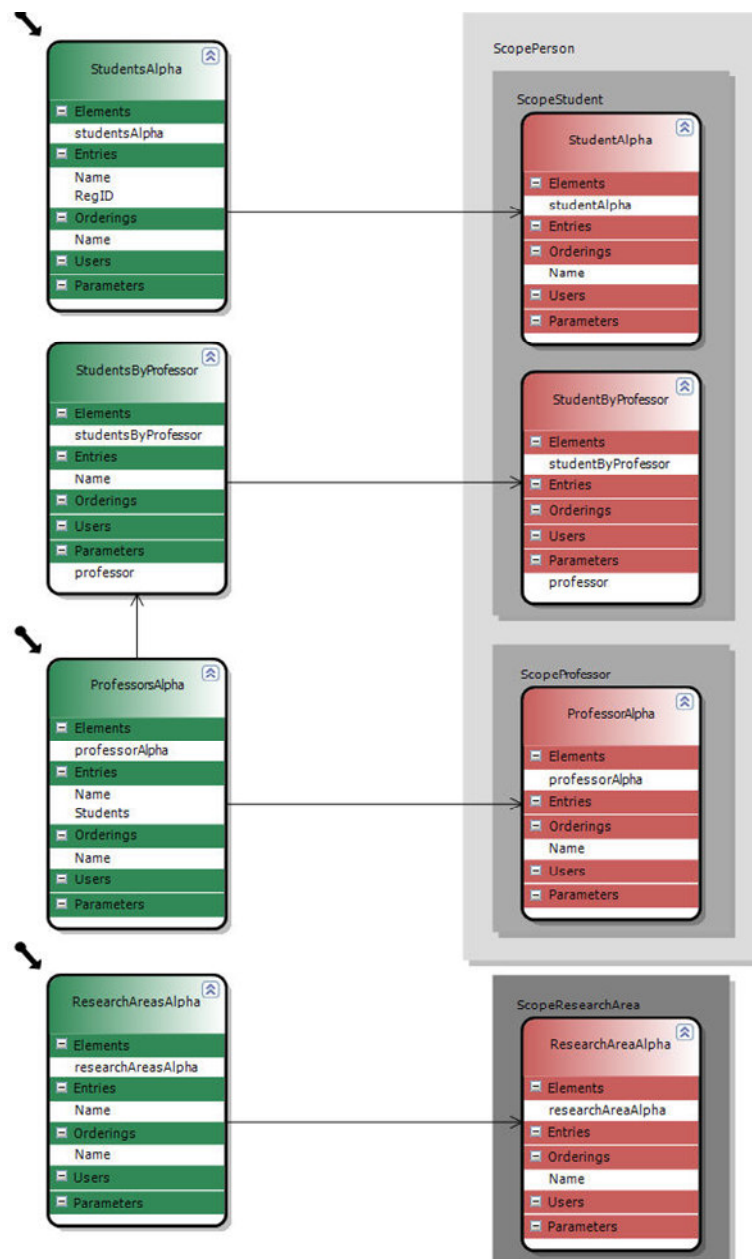 StudentsAlpha
Elements
studentsAlpha
Entries
Name
RegID
Orderings
Name
Users
Parameters
StudentsByProfessor
Elements
studentsByProfessor
Entries
Name
Orderings
Users
Parameters
professor
ProfessorsAlpha
Elements
professorAlpha
Entries
Name
Students
Orderings
Name
Users
Parameters
ResearchAreasAlpha
Elements
researchAreasAlpha
Entries
Name
Orderings
Name
Users
Parameters
ScopePerson
ScopeStudent
StudentAlpha
Elements
studentAlpha
Entries
Orderings
Name
Users
Parameters
StudentByProfessor
Elements
studentByProfessor
Entries
Orderings
Users
Parameters
professor
ScopeProfessor
ProfessorAlpha
Elements
professorAlpha
Entries
Orderings
Name
Users
Parameters
ScopeResearchArea
ResearchAreaAlpha
Elements
researchAreaAlpha
Entries
Orderings
Name
Users
Parameters